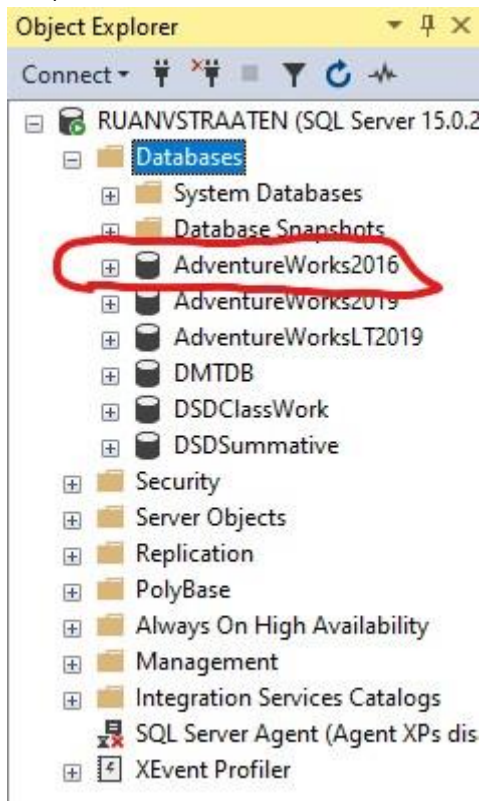 Object Explorer
Connect
RUANVSTRAATEN (SQL Server 15.0.2
Databases
System Databases
Database Snapshots
AdventureWorks2016
AdventureWorks2019
AdventureWorksLT2019
DMTDB
DSDClassWork
DSDSummative
Security
Server Objects
Replication
PolyBase
Always On High Availability
Management
Integration Services Catalogs
SQL Server Agent (Agent XPs dis
XEvent Profiler